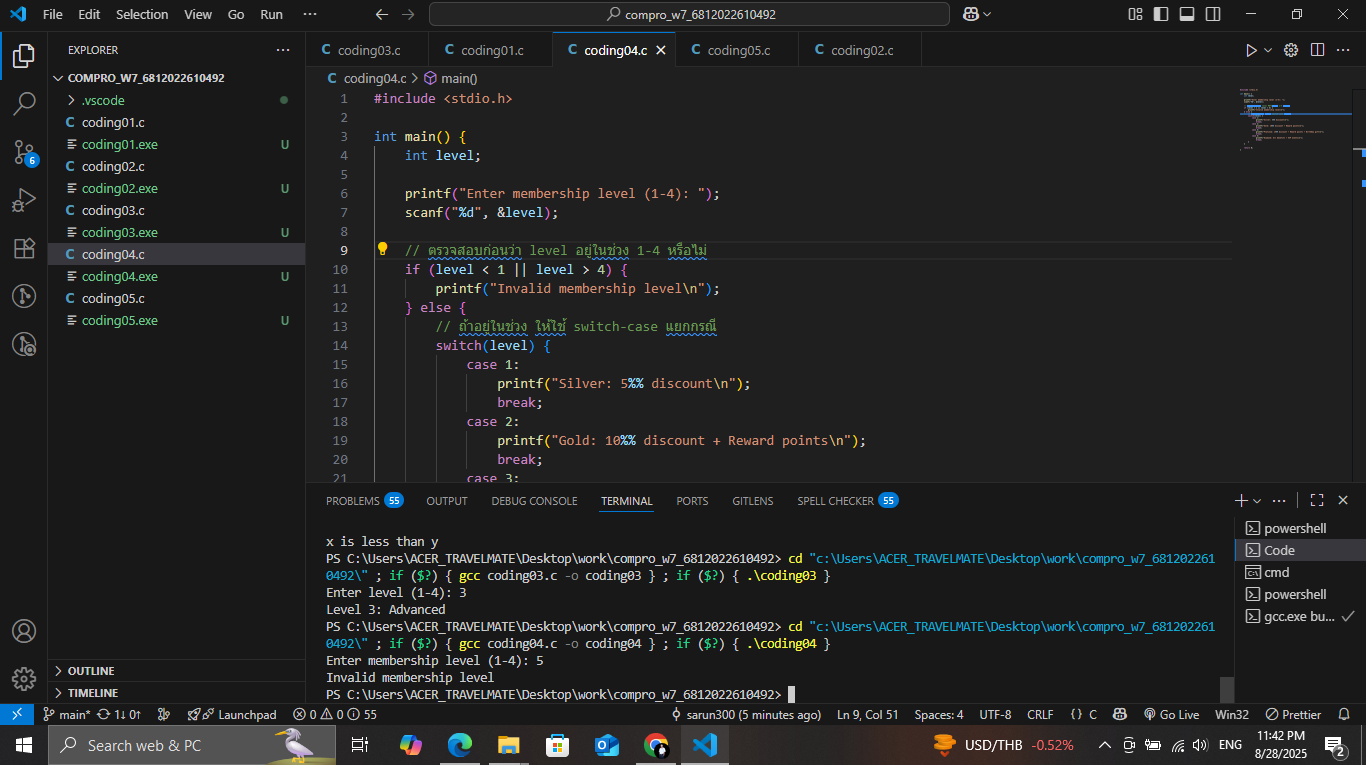 File Edit Selection View Go Run ··· compro_w7_6812022610492
EXPLORER ···
COMPRO_W7_6812022610492
.vscode
C coding01.c
coding01.exe U
C coding02.c
coding02.exe U
C coding03.c
coding03.exe U
C coding04.c
coding04.exe U
C coding05.c
coding05.exe U
OUTLINE
TIMELINE
6
C coding03.c C coding01.c C coding04.c C coding05.c C coding02.c
C coding04.c > main()
1 #include <stdio.h>
2
3 int main() {
4 int level;
5
6 printf("Enter membership level (1-4): ");
7 scanf("%d", &level);
8
9 // ตรวจสอบก่อนว่า level อยู่ในช่วง 1-4 หรือไม่
10 if (level < 1 || level > 4) {
11 printf("Invalid membership level\n");
12 } else {
13 // ถ้าอยู่ในช่วง ให้ใช้ switch-case แยกกรณี
14 switch(level) {
15 case 1:
16 printf("Silver: 5%% discount\n");
17 break;
18 case 2:
19 printf("Gold: 10%% discount + Reward points\n");
20 break;
21 case 3:
PROBLEMS 55 OUTPUT DEBUG CONSOLE TERMINAL PORTS GITLENS SPELL CHECKER 55
x is less than y
PS C:\Users\ACER_TRAVELMATE\Desktop\work\compro_w7_6812022610492> cd "c:\Users\ACER_TRAVELMATE\Desktop\work\compro_w7_681202261
0492\" ; if ($?) { gcc coding03.c -o coding03 } ; if ($?) { .\coding03 }
Enter level (1-4): 3
Level 3: Advanced
PS C:\Users\ACER_TRAVELMATE\Desktop\work\compro_w7_6812022610492> cd "c:\Users\ACER_TRAVELMATE\Desktop\work\compro_w7_681202261
0492\" ; if ($?) { gcc coding04.c -o coding04 } ; if ($?) { .\coding04 }
Enter membership level (1-4): 5
Invalid membership level
PS C:\Users\ACER_TRAVELMATE\Desktop\work\compro_w7_6812022610492>
powershell
Code
cmd
powershell
gcc.exe bu...
main* 1↓ 0↑ Launchpad 0 0 55 sarun300 (5 minutes ago) Ln 9, Col 51 Spaces: 4 UTF-8 CRLF {} C Go Live Win32 Prettier
Search web & PC USD/THB -0.52% ENG 11:42 PM
8/28/2025
2